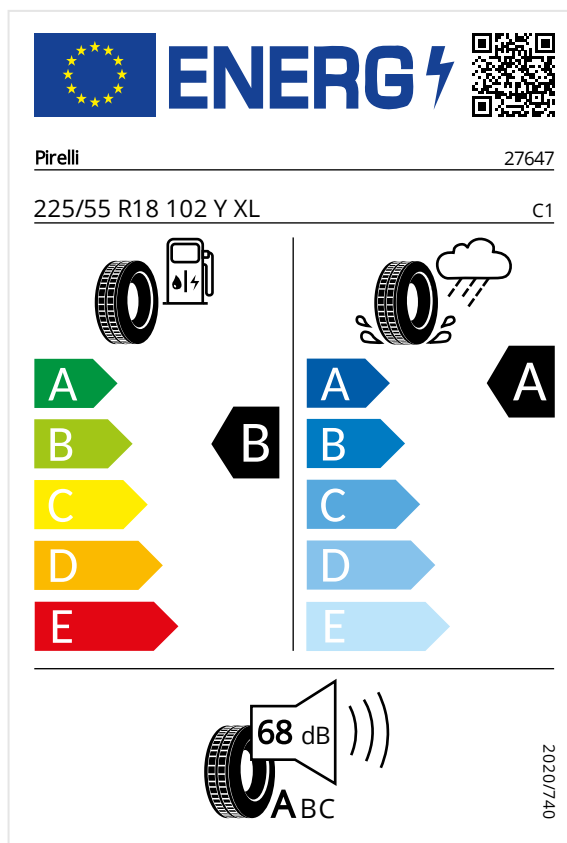 ENERG
Pirelli 27647
225/55 R18 102 Y XL C1
A A A
B B B
C C
D D
E E
68 dB
ABC
2020/740